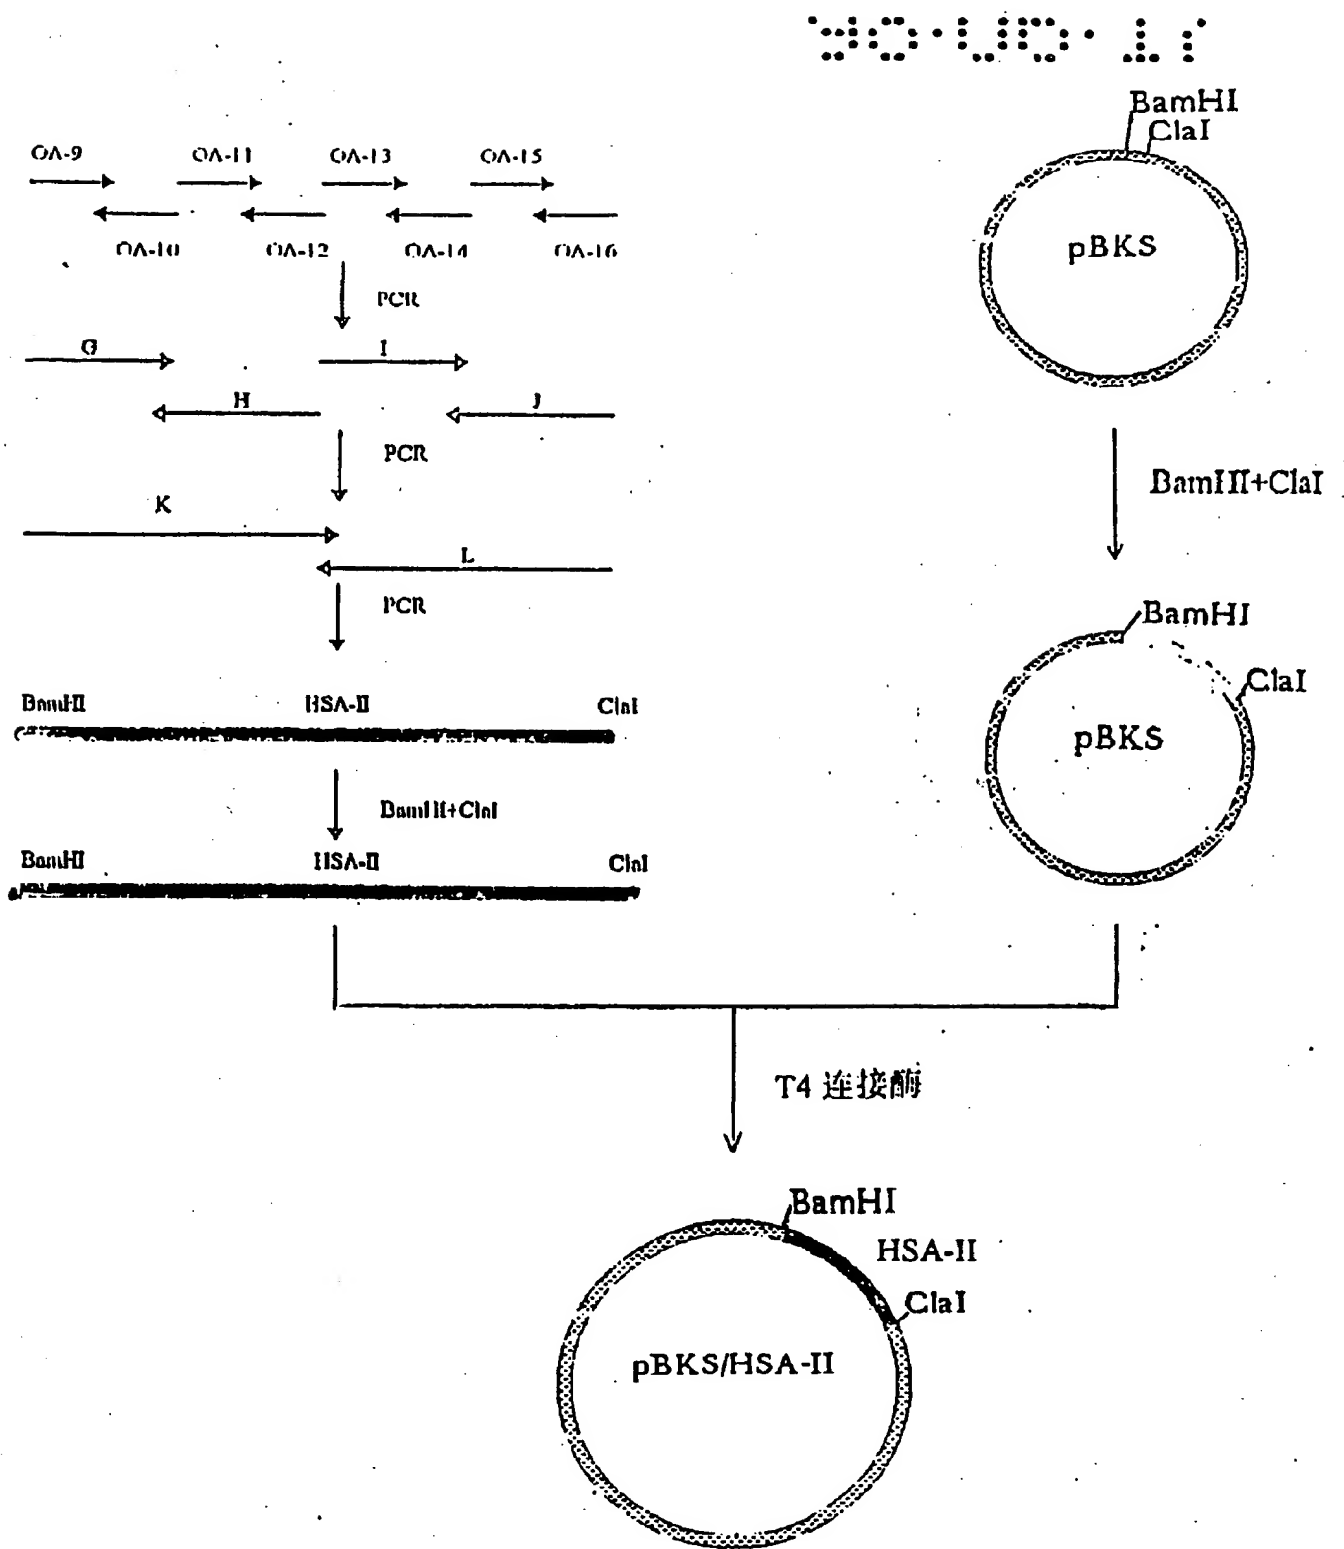 BamHI
ClaI
OA-9 OA-11 OA-13 OA-15
OA-10 OA-12 OA-14 OA-16
pBKS
PCR
G I
H J
PCR
BamHI+ClaI
K
L
PCR
BamHI
ClaI
BamHI HSA-II ClaI
pBKS
BamHI+ClaI
BamHI HSA-II ClaI
T4 连接酶
BamHI
HSA-II
ClaI
pBKS/HSA-II